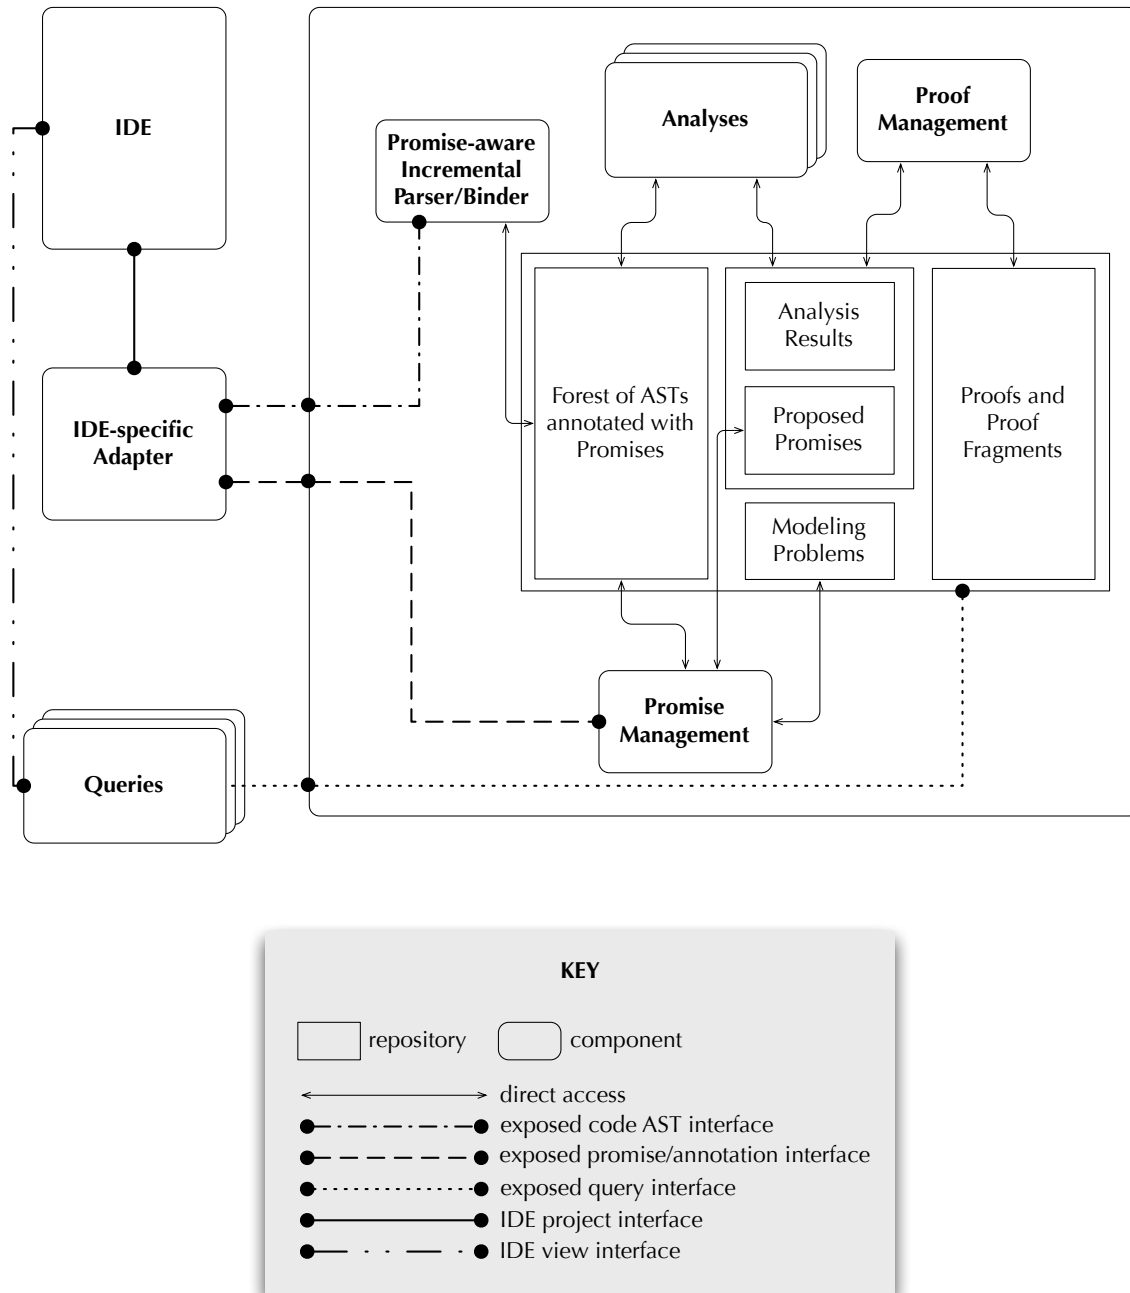 IDE
Analyses
Proof
Management
Promise-aware
Incremental
Parser/Binder
Analysis
Results
IDE-specific
Adapter
Forest of ASTs
annotated with
Promises
Proposed
Promises
Proofs and
Proof
Fragments
Modeling
Problems
Promise
Management
Queries
KEY
repository
component
direct access
exposed code AST interface
exposed promise/annotation interface
exposed query interface
IDE project interface
IDE view interface